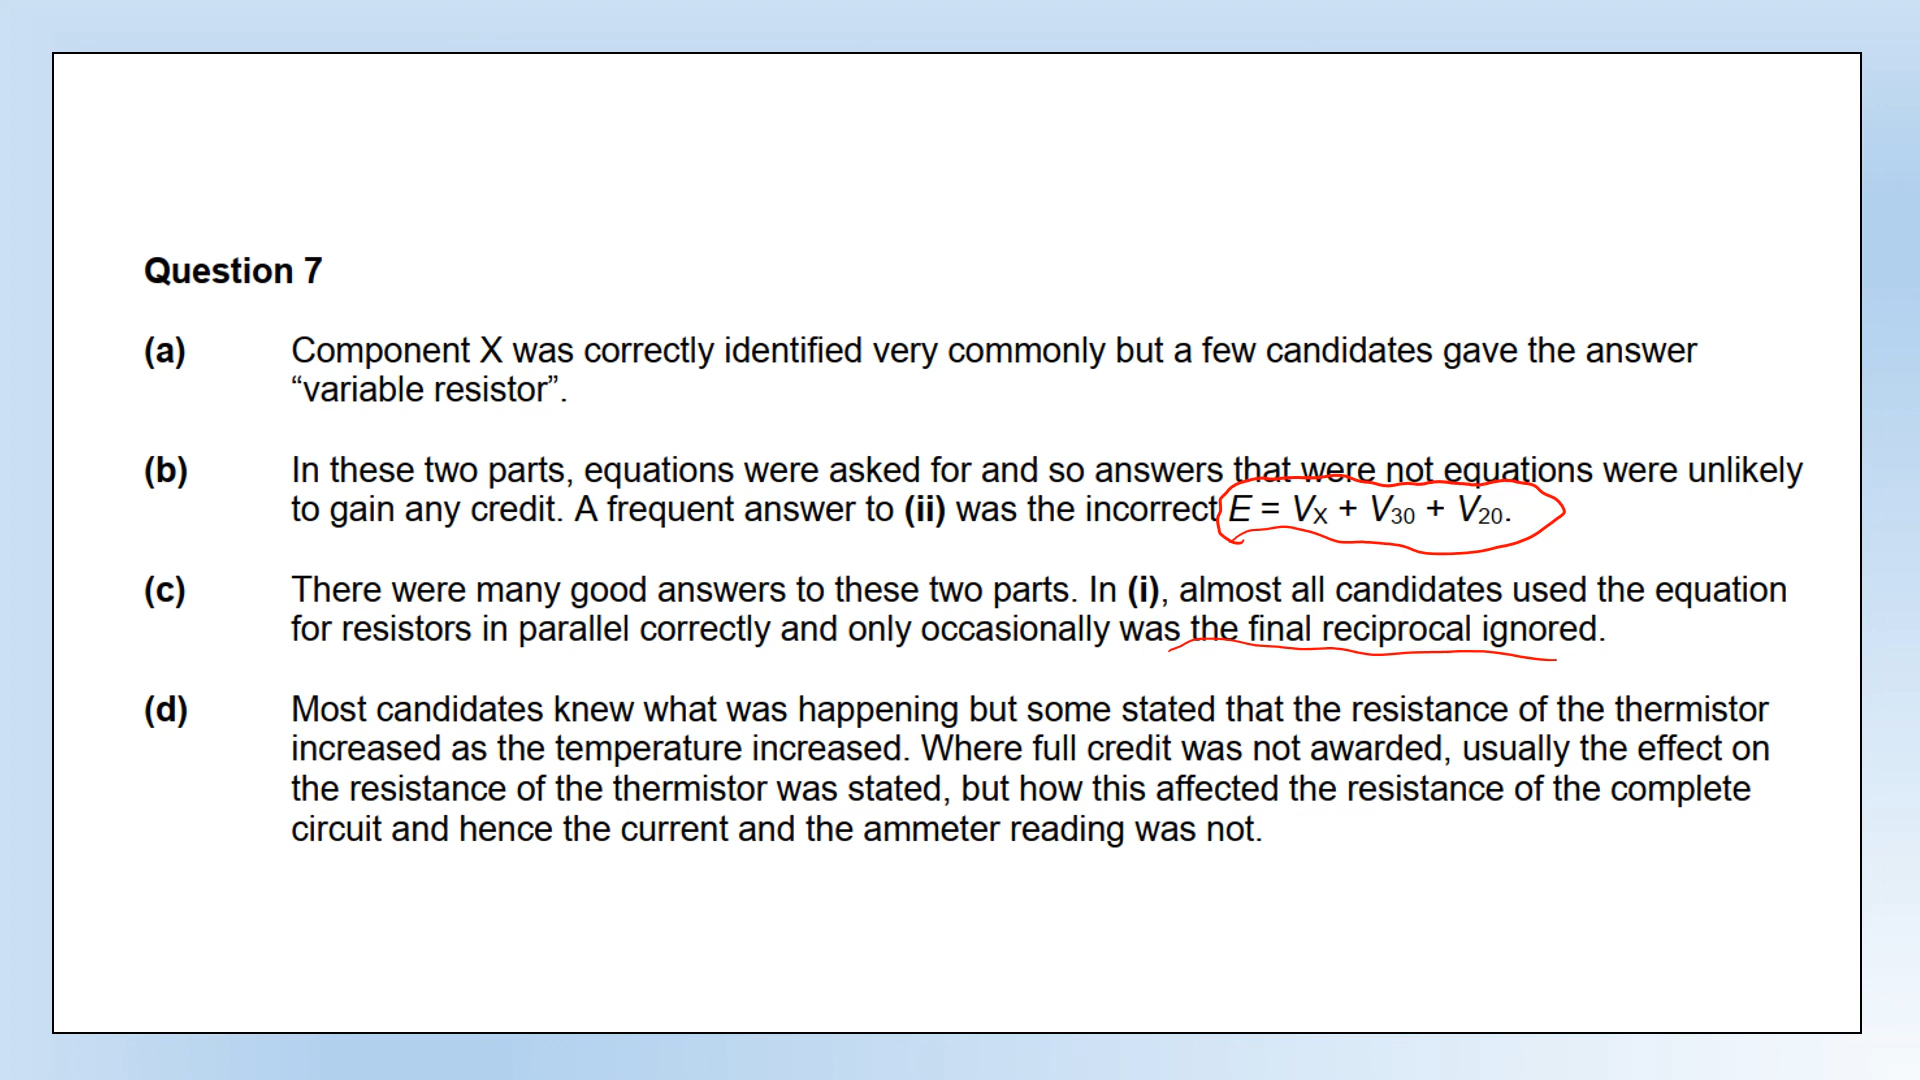 Question 7
(a) Component X was correctly identified very commonly but a few candidates gave the answer
“variable resistor”.
(b) In these two parts, equations were asked for and so answers that were not equations were unlikely
to gain any credit. A frequent answer to (ii) was the incorrect E = VX + V30 + V20.
(c) There were many good answers to these two parts. In (i), almost all candidates used the equation
for resistors in parallel correctly and only occasionally was the final reciprocal ignored.
(d) Most candidates knew what was happening but some stated that the resistance of the thermistor
increased as the temperature increased. Where full credit was not awarded, usually the effect on
the resistance of the thermistor was stated, but how this affected the resistance of the complete
circuit and hence the current and the ammeter reading was not.